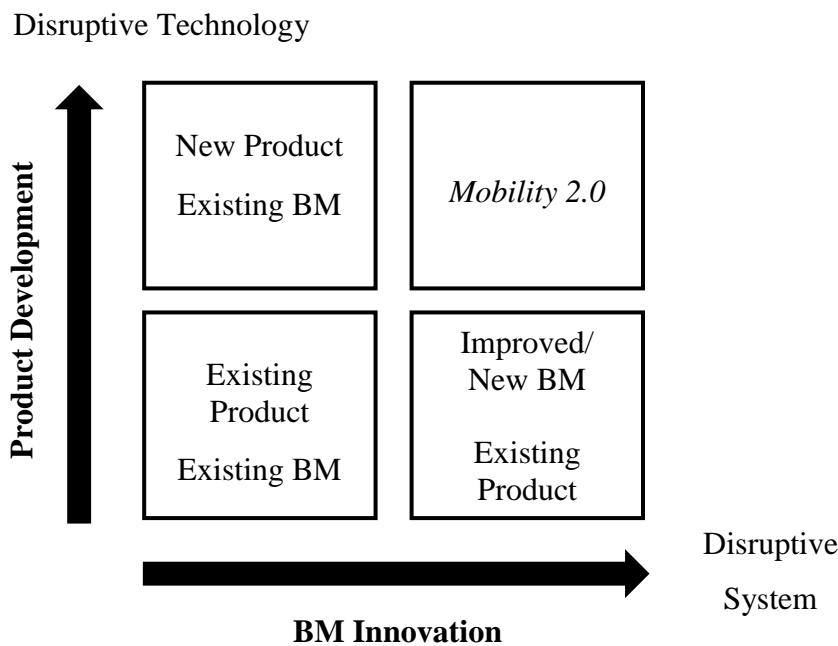 Disruptive Technology
Product Development
New Product
Existing BM
Mobility 2.0
Existing
Product
Existing BM
Improved/
New BM
Existing
Product
Disruptive
System
BM Innovation